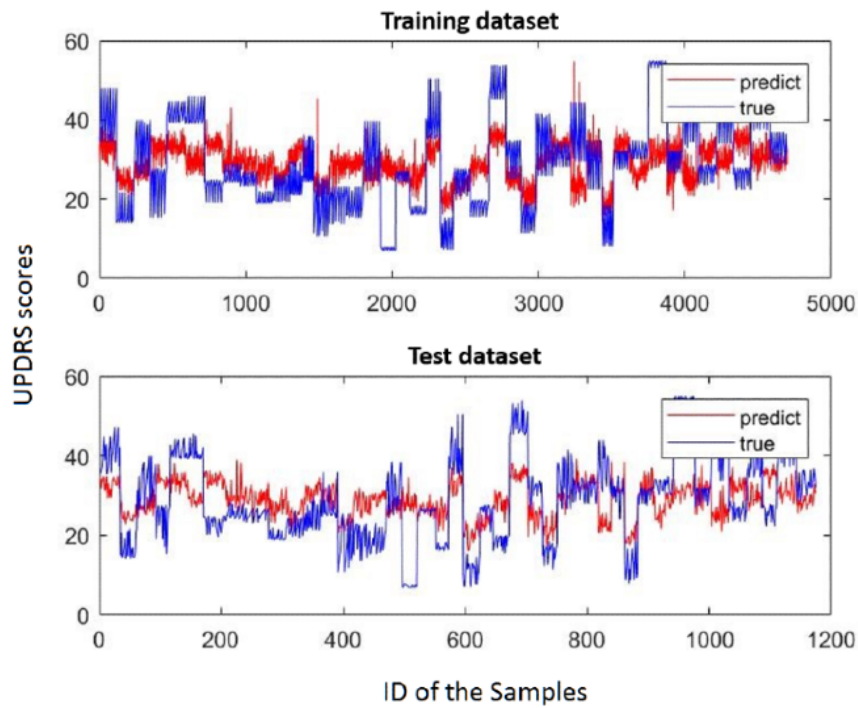 Training dataset
60
40
20
0
predict
true
0 1000 2000 3000 4000 5000
UPDRS scores
Test dataset
60
40
20
0
predict
true
0 200 400 600 800 1000 1200
ID of the Samples